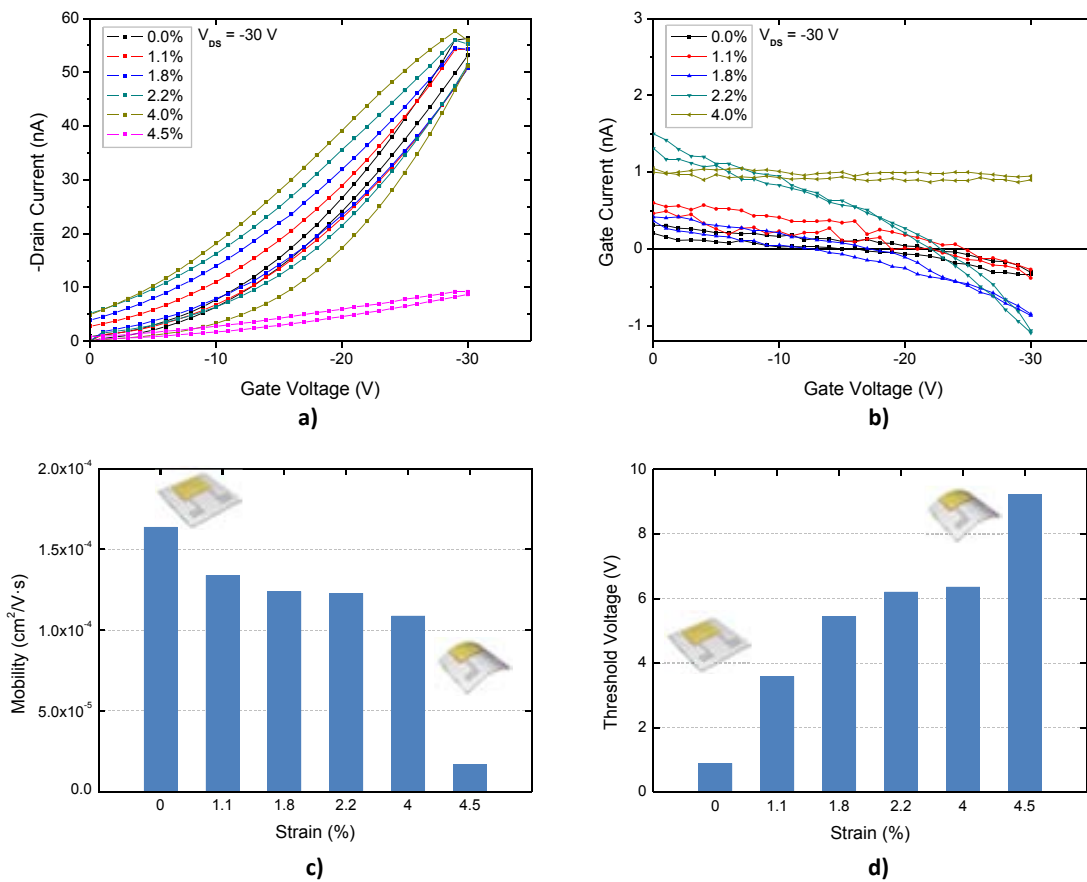 60
50
40
30
20
10
0
-Drain Current (nA)
0.0%
1.1%
1.8%
2.2%
4.0%
4.5%
V_DS = -30 V
0 -10 -20 -30
Gate Voltage (V)
a)
3
2
1
0
-1
Gate Current (nA)
0.0%
1.1%
1.8%
2.2%
4.0%
V_DS = -30 V
0 -10 -20 -30
Gate Voltage (V)
b)
2.0x10⁻⁴
1.5x10⁻⁴
1.0x10⁻⁴
5.0x10⁻⁵
0.0
Mobility (cm²/V·s)
0 1.1 1.8 2.2 4 4.5
Strain (%)
c)
10
8
6
4
2
0
Threshold Voltage (V)
0 1.1 1.8 2.2 4 4.5
Strain (%)
d)